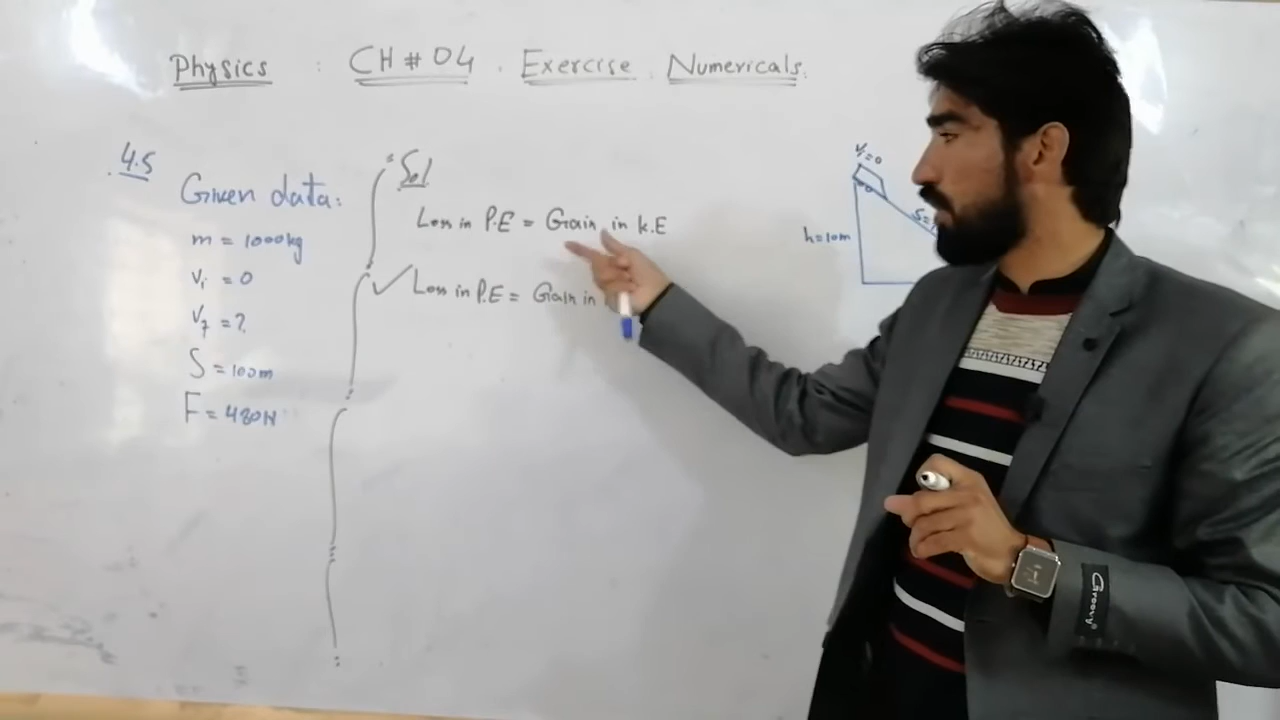 Physics : CH # 04 . Exercise . Numericals.
4.5
Given data:
m = 1000kg
Vi = 0
Vf = ?
S = 100m
F = 480N
Sol
Loss in P.E = Gain in K.E
Loss in P.E = Gain in
Vi = 0
h = 10m
S =
Groovy